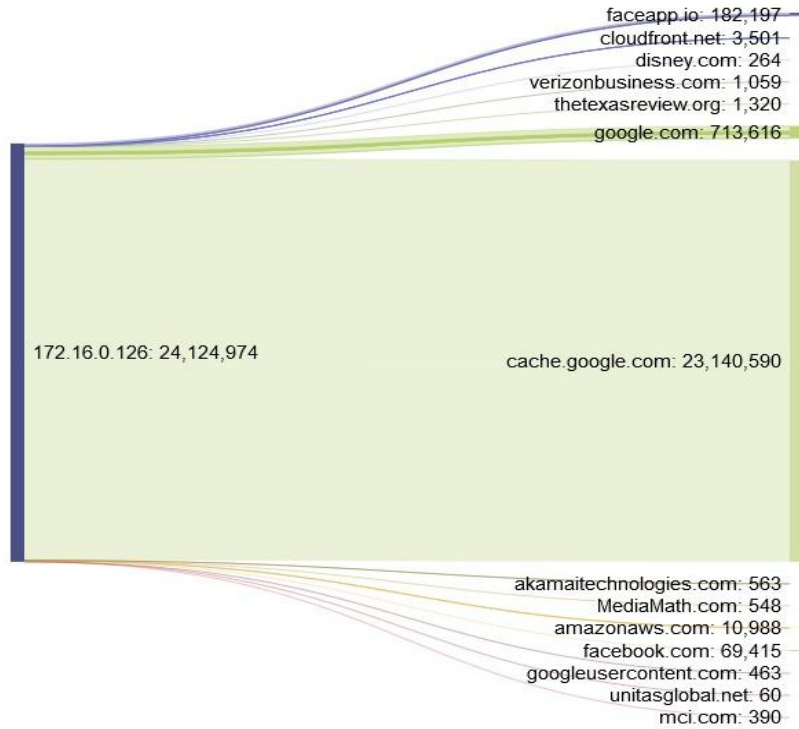 faceapp.io: 182,197
cloudfront.net: 3,501
disney.com: 264
verizonbusiness.com: 1,059
thetexasreview.org: 1,320
google.com: 713,616
172.16.0.126: 24,124,974
cache.google.com: 23,140,590
akamaitechnologies.com: 563
MediaMath.com: 548
amazonaws.com: 10,988
facebook.com: 69,415
googleusercontent.com: 463
unitasglobal.net: 60
mci.com: 390